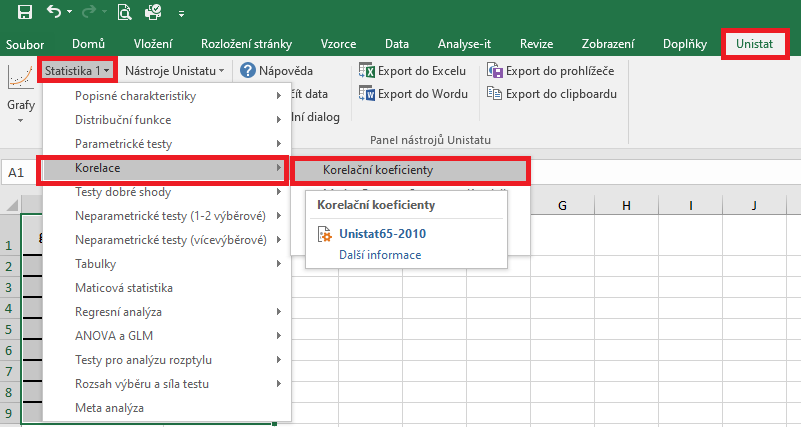 Soubor Domů Vložení Rozložení stránky Vzorce Data Analyse-it Revize Zobrazení Doplňky Unistat
Statistika 1 Nástroje Unistatu Nápověda Export do Excelu Export do prohlížeče
Grafy čít data Export do Wordu Export do clipboardu
lní dialog
Panel nástrojů Unistatu
A1
Popisné charakteristiky
Distribuční funkce
Parametrické testy
Korelace
Testy dobré shody
Neparametrické testy (1-2 výběrové)
Neparametrické testy (vícevýběrové)
Tabulky
Maticová statistika
Regresní analýza
ANOVA a GLM
Testy pro analýzu rozptylu
Rozsah výběru a síla testu
Meta analýza
Korelační koeficienty
Korelační koeficienty
Unistat65-2010
Další informace
G H I J
1
2
3
4
5
6
7
8
9